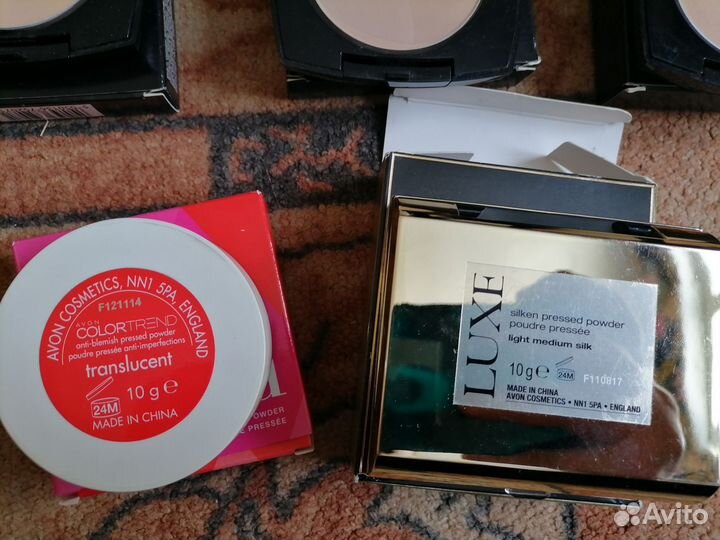 AVON COSMETICS, NN1 5PA, ENGLAND
F121114
AVON
COLORTREND
anti-blemish pressed powder
poudre pressée anti-imperfections
translucent
10 g e
24M
MADE IN CHINA
POWDER
PRESSÉE
LUXE
silken pressed powder
poudre pressée
light medium silk
10 g e 24M F110817
MADE IN CHINA
AVON COSMETICS • NN1 5PA • ENGLAND
Avito